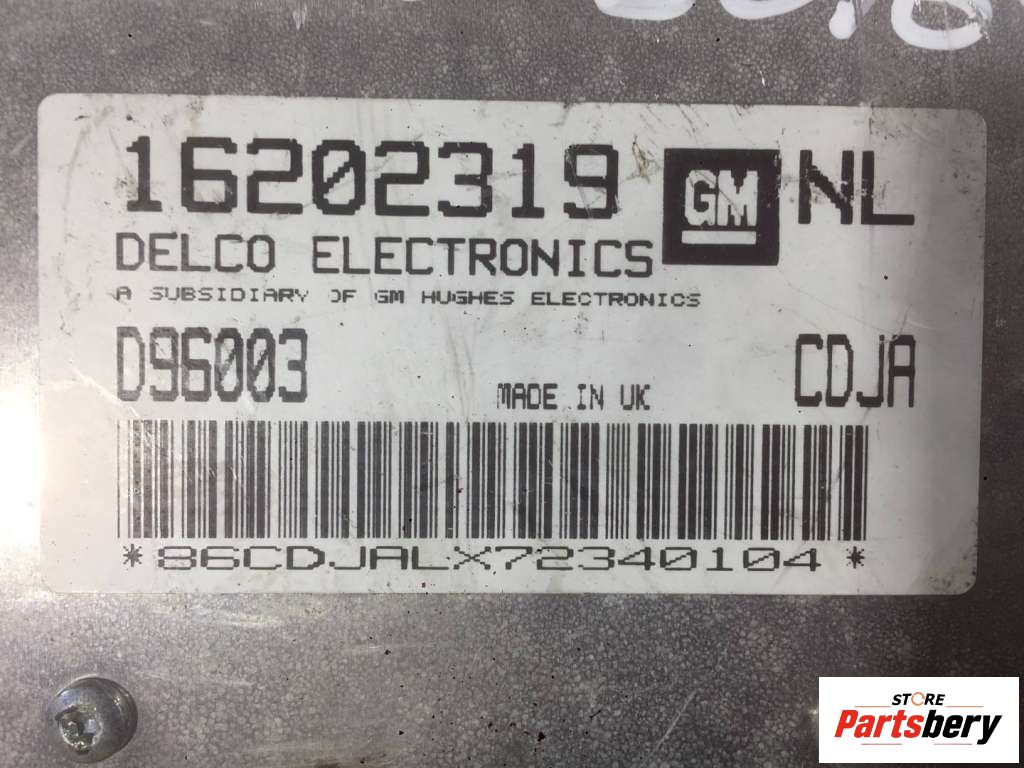 16202319 GM NL
DELCO ELECTRONICS
A SUBSIDIARY OF GM HUGHES ELECTRONICS
D96003 MADE IN UK CDJA
*86CDJALX72340104*
STORE
Partsbery